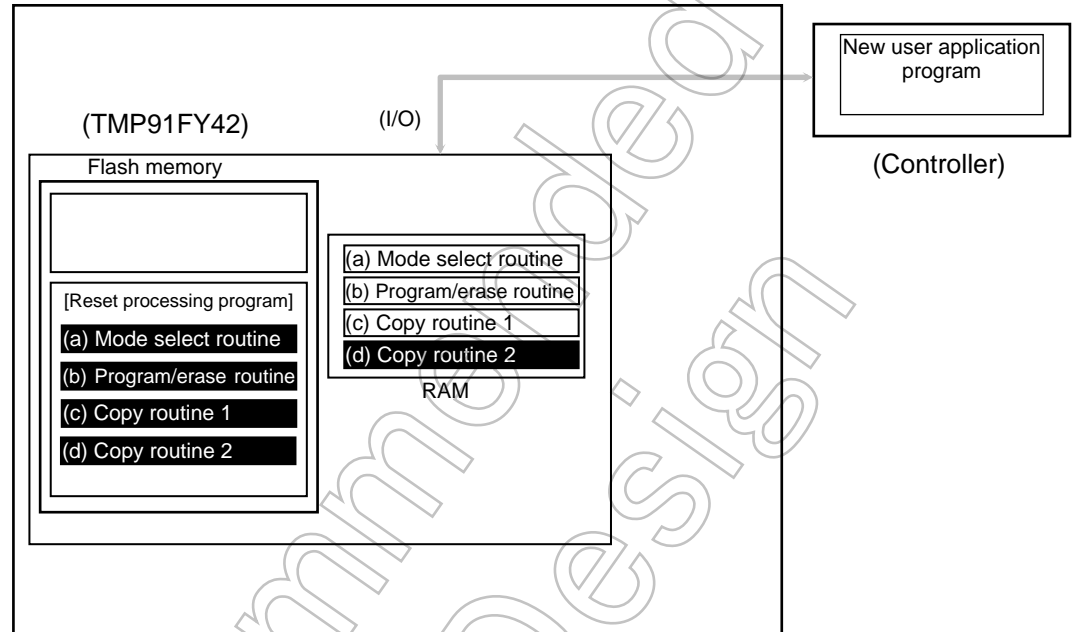 New user application
program
(I/O)
(TMP91FY42)
(Controller)
Flash memory
[Reset processing program]
(a) Mode select routine
(b) Program/erase routine
(c) Copy routine 1
(d) Copy routine 2
(a) Mode select routine
(b) Program/erase routine
(c) Copy routine 1
(d) Copy routine 2
RAM